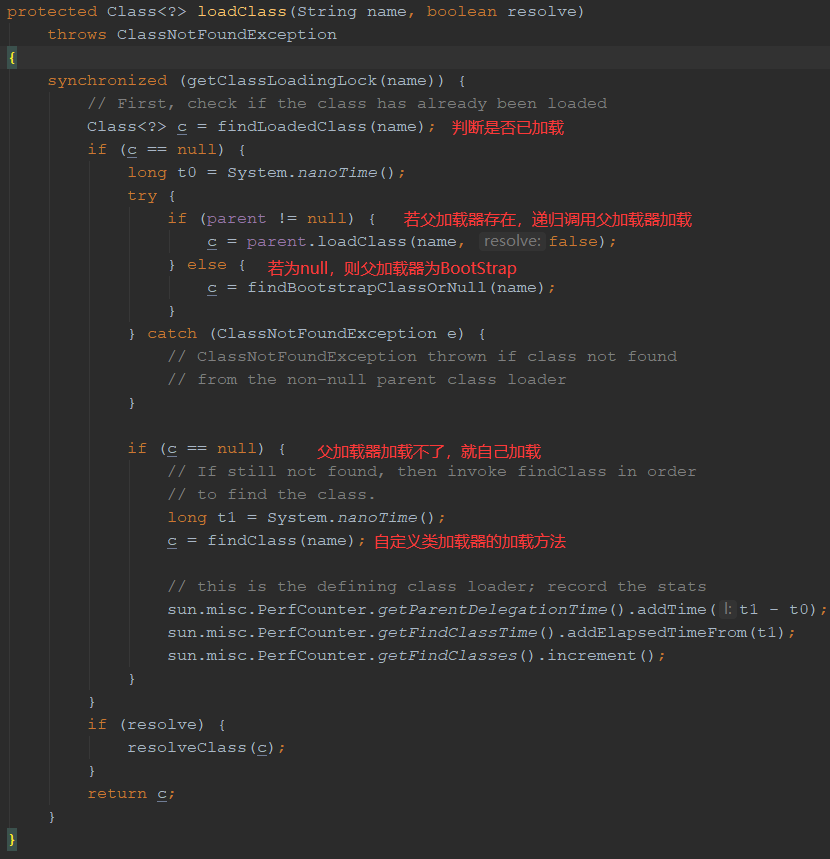 protected Class<?> loadClass(String name, boolean resolve)
throws ClassNotFoundException
{
synchronized (getClassLoadingLock(name)) {
// First, check if the class has already been loaded
Class<?> c = findLoadedClass(name); 判断是否已加载
if (c == null) {
long t0 = System.nanoTime();
try {
if (parent != null) { 若父加载器存在，递归调用父加载器加载
c = parent.loadClass(name, resolve: false);
} else { 若为null，则父加载器为BootStrap
c = findBootstrapClassOrNull(name);
}
} catch (ClassNotFoundException e) {
// ClassNotFoundException thrown if class not found
// from the non-null parent class loader
}
if (c == null) { 父加载器加载不了，就自己加载
// If still not found, then invoke findClass in order
// to find the class.
long t1 = System.nanoTime();
c = findClass(name); 自定义类加载器的加载方法
// this is the defining class loader; record the stats
sun.misc.PerfCounter.getParentDelegationTime().addTime( l: t1 - t0);
sun.misc.PerfCounter.getFindClassTime().addElapsedTimeFrom(t1);
sun.misc.PerfCounter.getFindClasses().increment();
}
}
if (resolve) {
resolveClass(c);
}
return c;
}
}